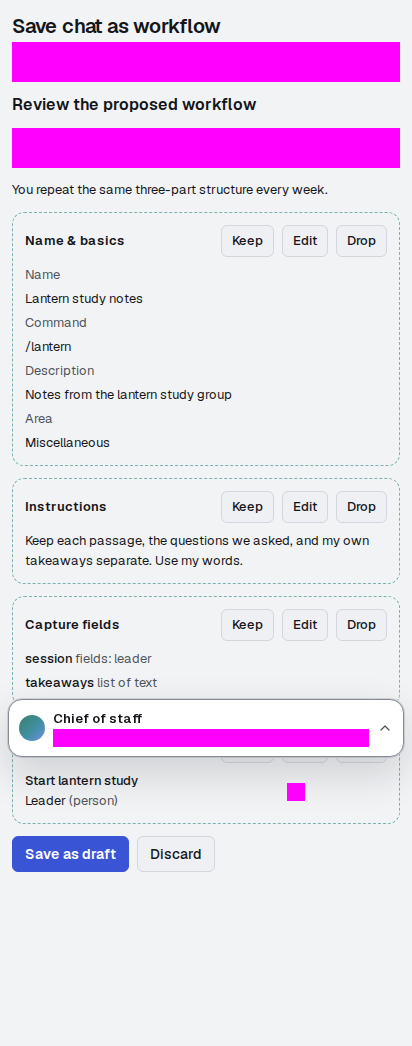 Save chat as workflow
Review the proposed workflow
You repeat the same three-part structure every week.
Name & basics
Keep
Edit
Drop
Name
Lantern study notes
Command
/lantern
Description
Notes from the lantern study group
Area
Miscellaneous
Instructions
Keep
Edit
Drop
Keep each passage, the questions we asked, and my own
takeaways separate. Use my words.
Capture fields
Keep
Edit
Drop
session fields: leader
takeaways list of text
Chief of staff
Start lantern study
Leader (person)
Save as draft
Discard